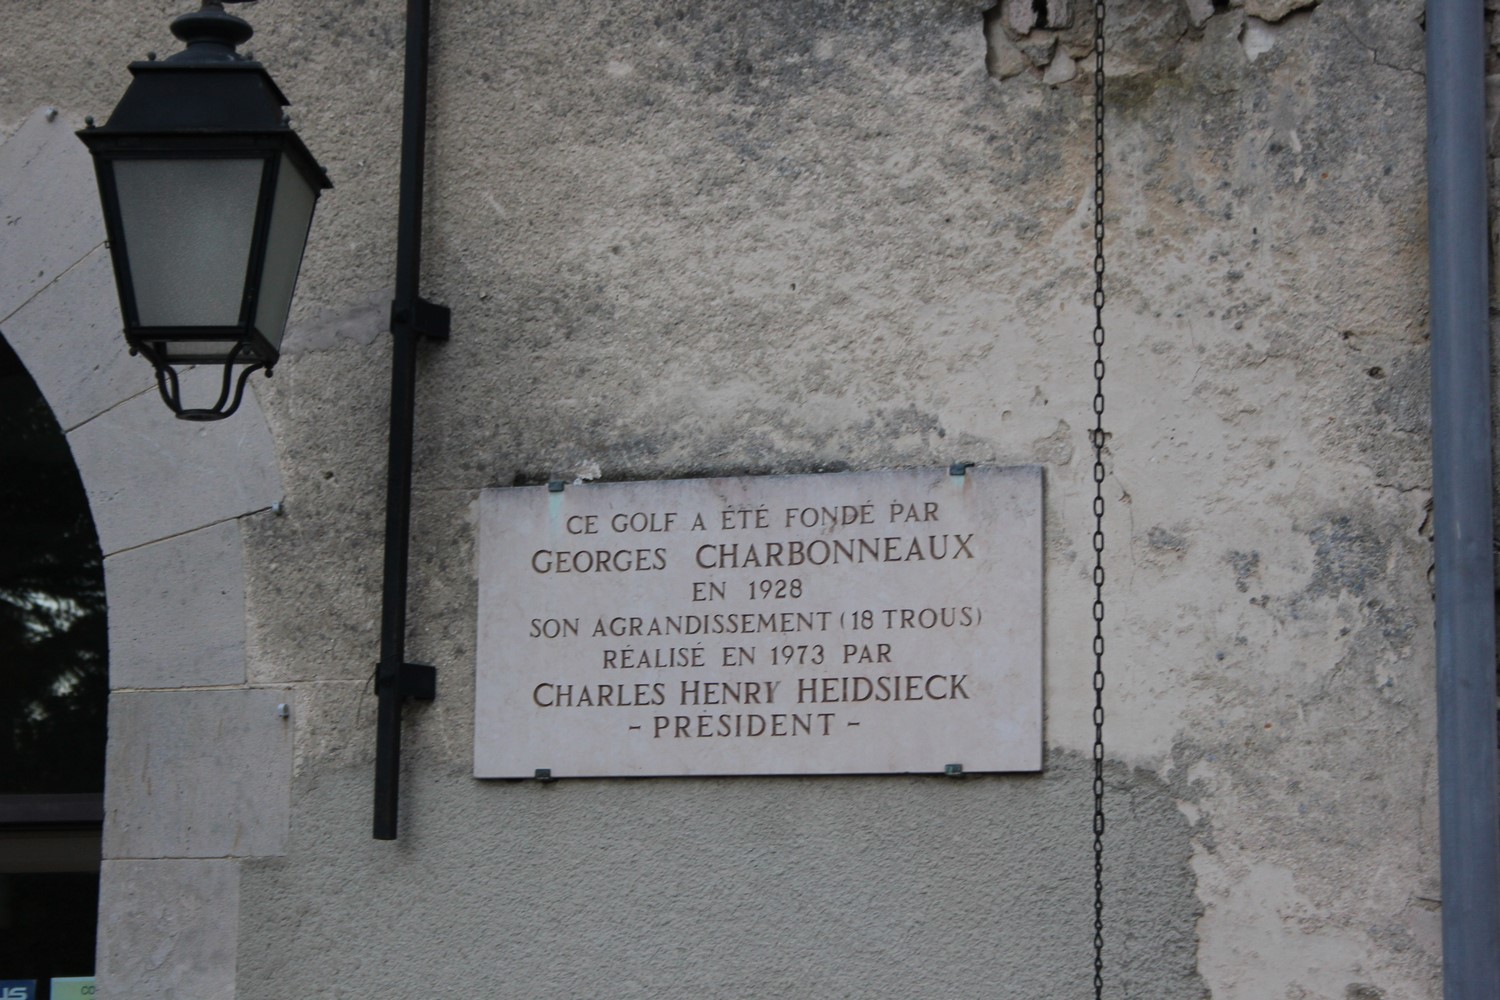 CE GOLF A ÉTÉ FONDÉ PAR
GEORGES CHARBONNEAUX
EN 1928
SON AGRANDISSEMENT (18 TROUS)
RÉALISÉ EN 1973 PAR
CHARLES HENRY HEIDSIECK
- PRÉSIDENT -